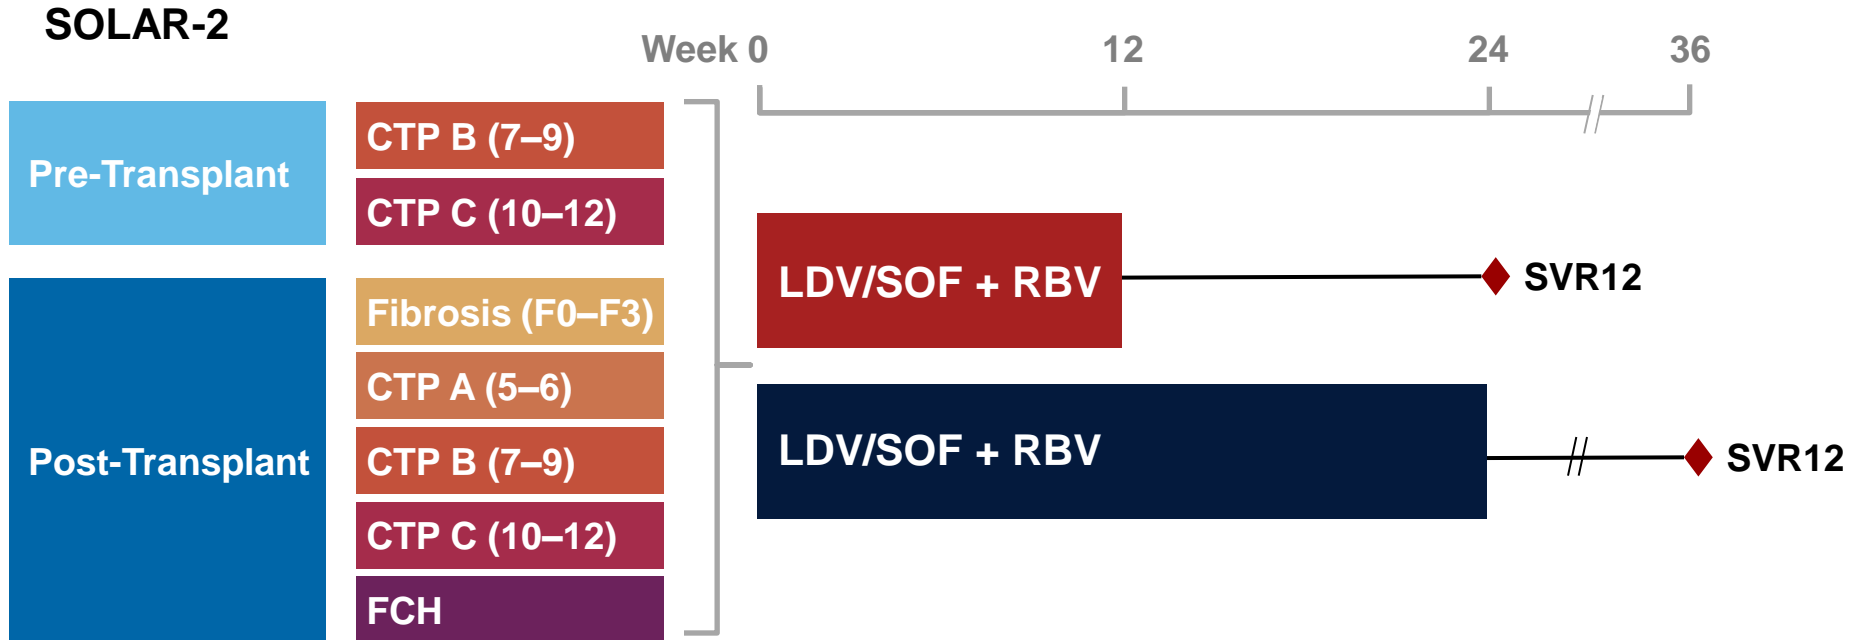 SOLAR-2
Week 0 12 24 36
Pre-Transplant
CTP B (7–9)
CTP C (10–12)
Post-Transplant
Fibrosis (F0–F3)
CTP A (5–6)
CTP B (7–9)
CTP C (10–12)
FCH
LDV/SOF + RBV
SVR12
LDV/SOF + RBV
SVR12